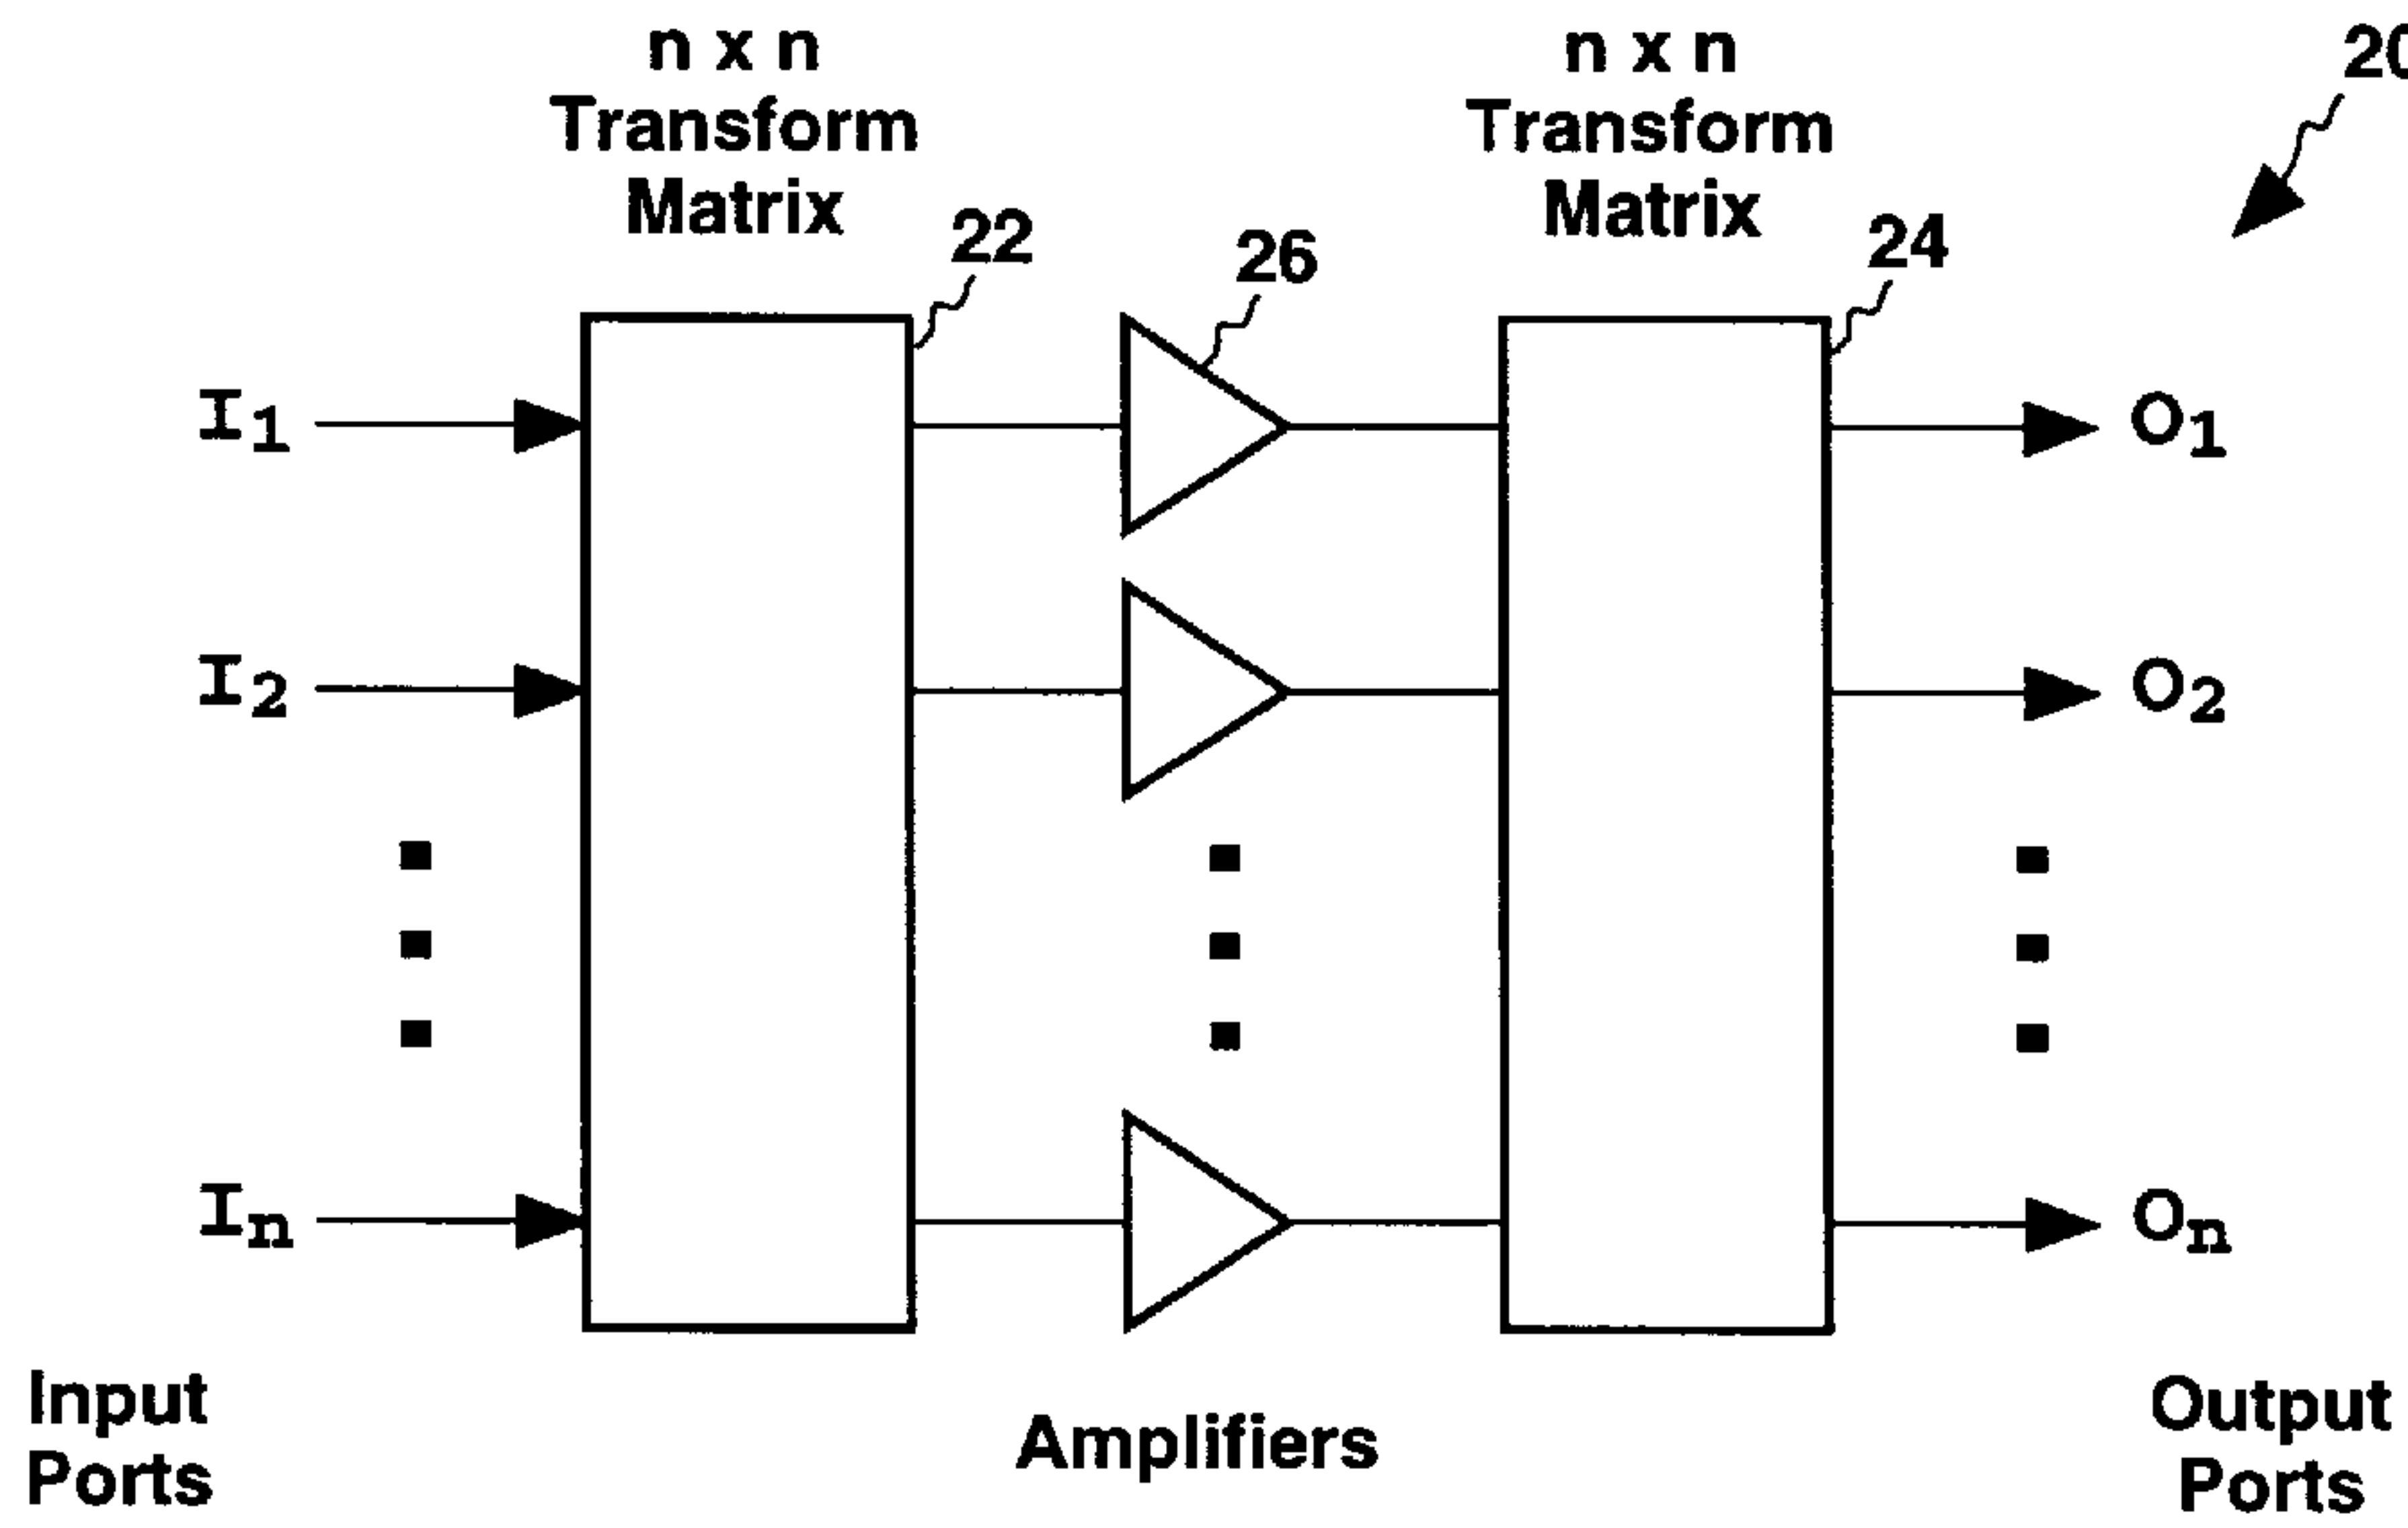 n x n
Transform
Matrix
n x n
Transform
Matrix
20
22
26
24
I1
O1
I2
O2
In
On
Input
Ports
Amplifiers
Output
Ports